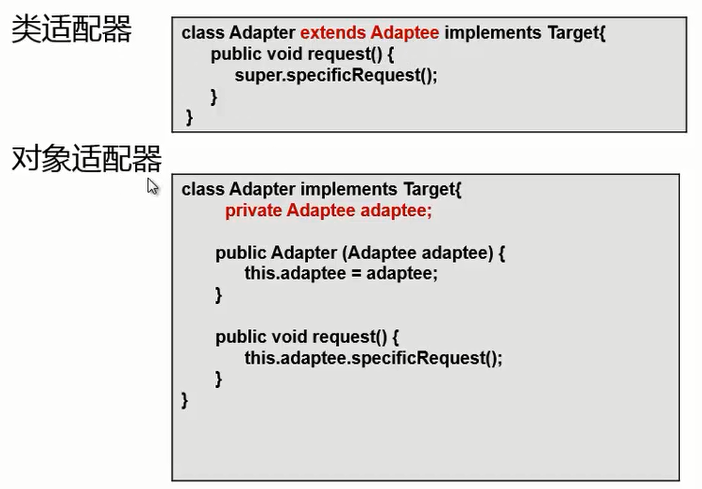 类适配器
class Adapter extends Adaptee implements Target{
public void request() {
super.specificRequest();
}
}
对象适配器
class Adapter implements Target{
private Adaptee adaptee;
public Adapter (Adaptee adaptee) {
this.adaptee = adaptee;
}
public void request() {
this.adaptee.specificRequest();
}
}